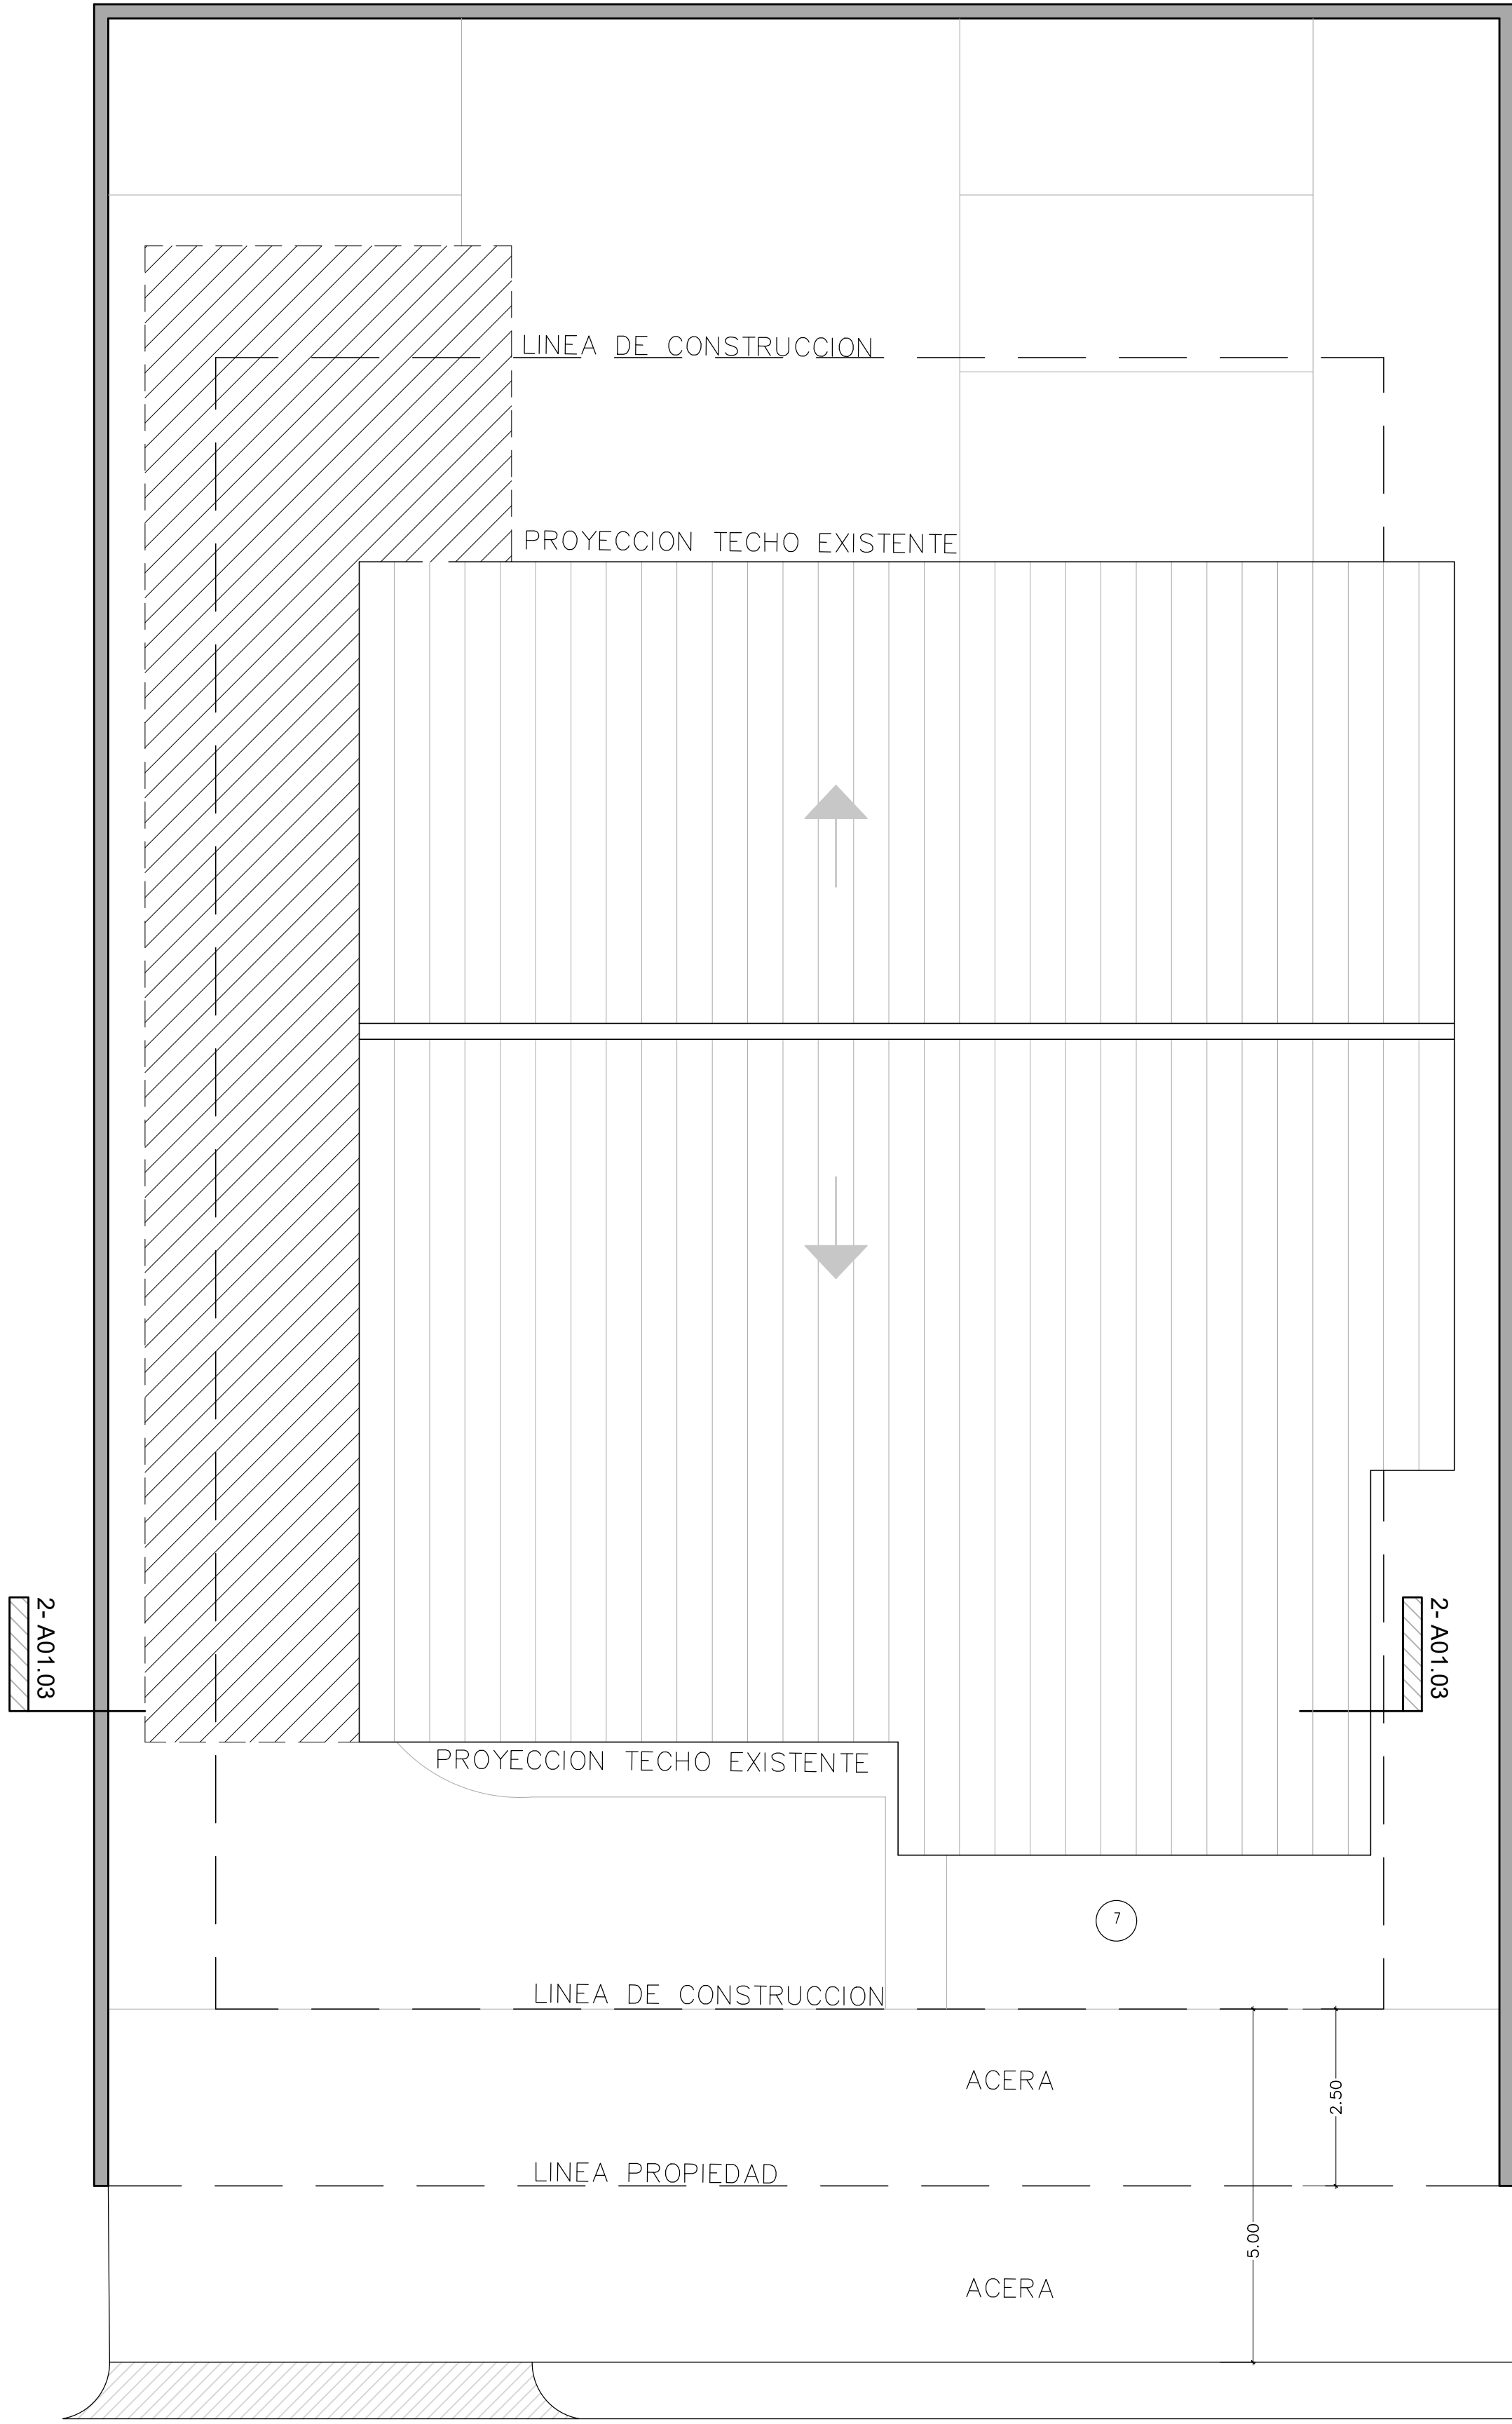 LINEA DE CONSTRUCCION
PROYECCION TECHO EXISTENTE
2- A01.03
2- A01.03
PROYECCION TECHO EXISTENTE
7
LINEA DE CONSTRUCCION
ACERA
2.50
LINEA PROPIEDAD
5.00
ACERA